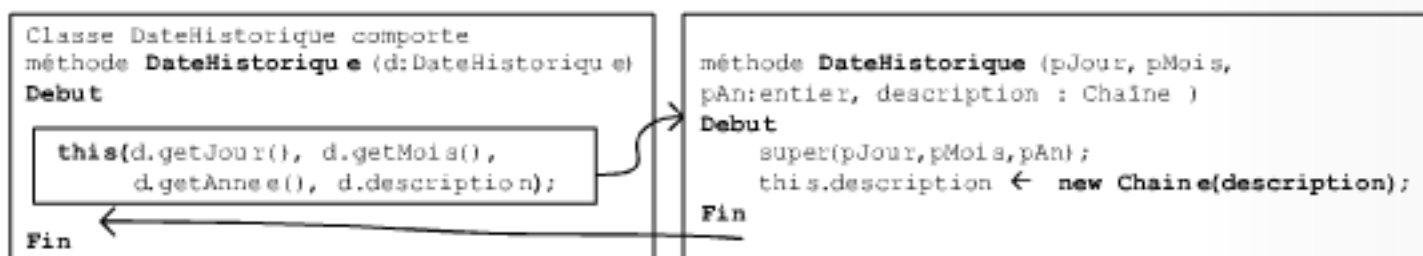 Classe DateHistorique comporte
méthode DateHistorique (d:DateHistorique)
Debut
this(d.getJour(), d.getMois(),
d.getAnnee(), d.description);
Fin
méthode DateHistorique (pJour, pMois,
pAn:entier, description : Chaîne )
Debut
super(pJour,pMois,pAn);
this.description ← new Chaine(description);
Fin